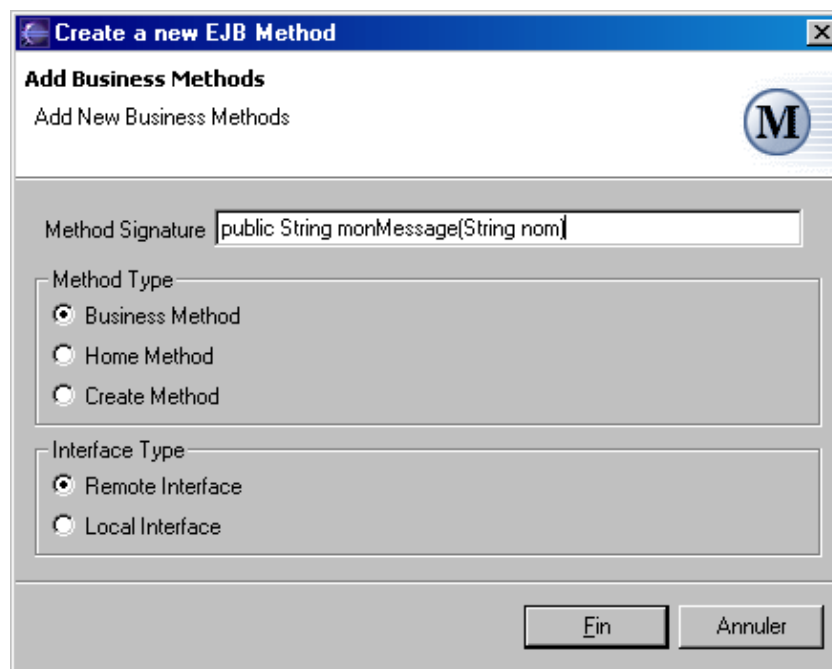 Create a new EJB Method
Add Business Methods
Add New Business Methods
M
Method Signature public String monMessage(String nom)
Method Type
Business Method
Home Method
Create Method
Interface Type
Remote Interface
Local Interface
Fin Annuler